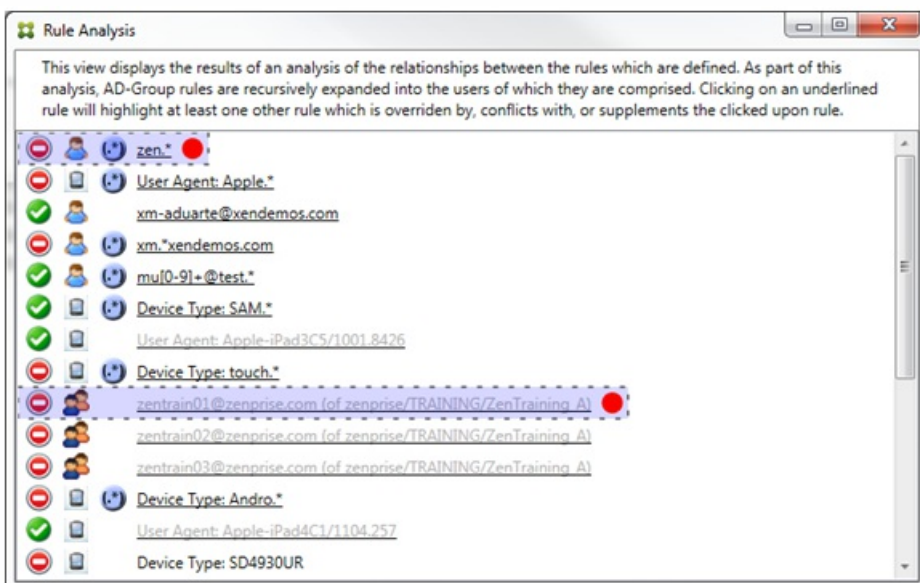 Rule Analysis
This view displays the results of an analysis of the relationships between the rules which are defined. As part of this
analysis, AD-Group rules are recursively expanded into the users of which they are comprised. Clicking on an underlined
rule will highlight at least one other rule which is overriden by, conflicts with, or supplements the clicked upon rule.
(.*) zen.*
(.*) User Agent: Apple.*
xm-aduarte@xendemos.com
(.*) xm.*xendemos.com
(.*) mu[0-9]+@test.*
(.*) Device Type: SAM.*
User Agent: Apple-iPad3C5/1001.8426
(.*) Device Type: touch.*
zentrain01@zenprise.com (of zenprise/TRAINING/ZenTraining A)
zentrain02@zenprise.com (of zenprise/TRAINING/ZenTraining A)
zentrain03@zenprise.com (of zenprise/TRAINING/ZenTraining A)
(.*) Device Type: Andro.*
User Agent: Apple-iPad4C1/1104.257
Device Type: SD4930UR